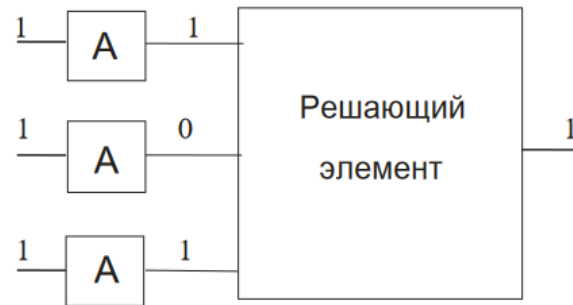 1 А 1
Решающий
1 А 0
элемент 1
1 А 1